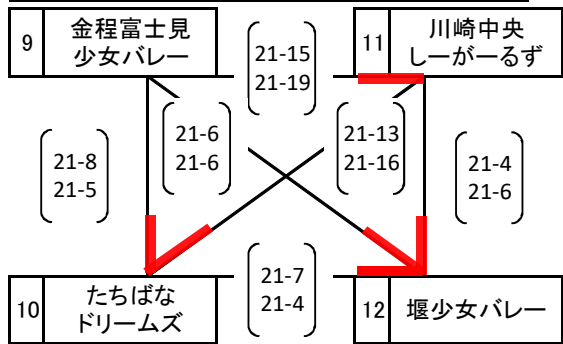 9
金程富士見
少女バレー
11
川崎中央
しーがーるず
21-15
21-19
21-6
21-6
21-13
21-16
21-8
21-5
21-4
21-6
21-7
21-4
10
たちばな
ドリームズ
12
堰少女バレー